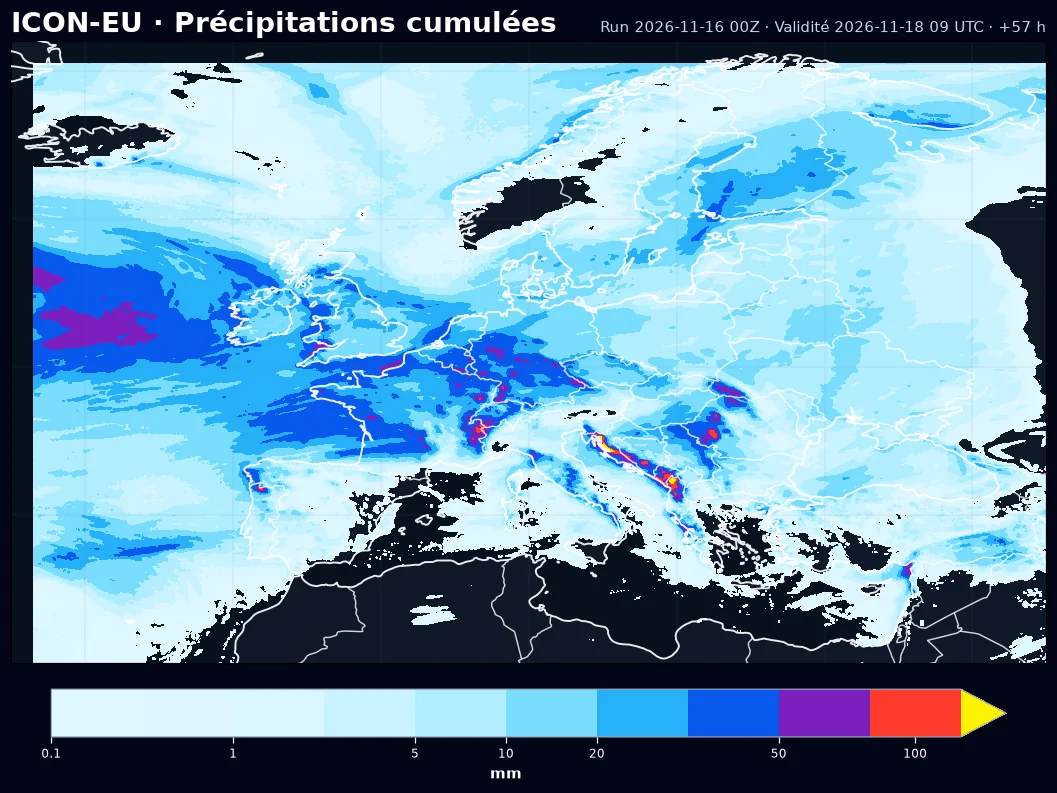 ICON-EU · Précipitations cumulées
Run 2026-11-16 00Z · Validité 2026-11-18 09 UTC · +57 h
0.1 1 5 10 20 50 100
mm